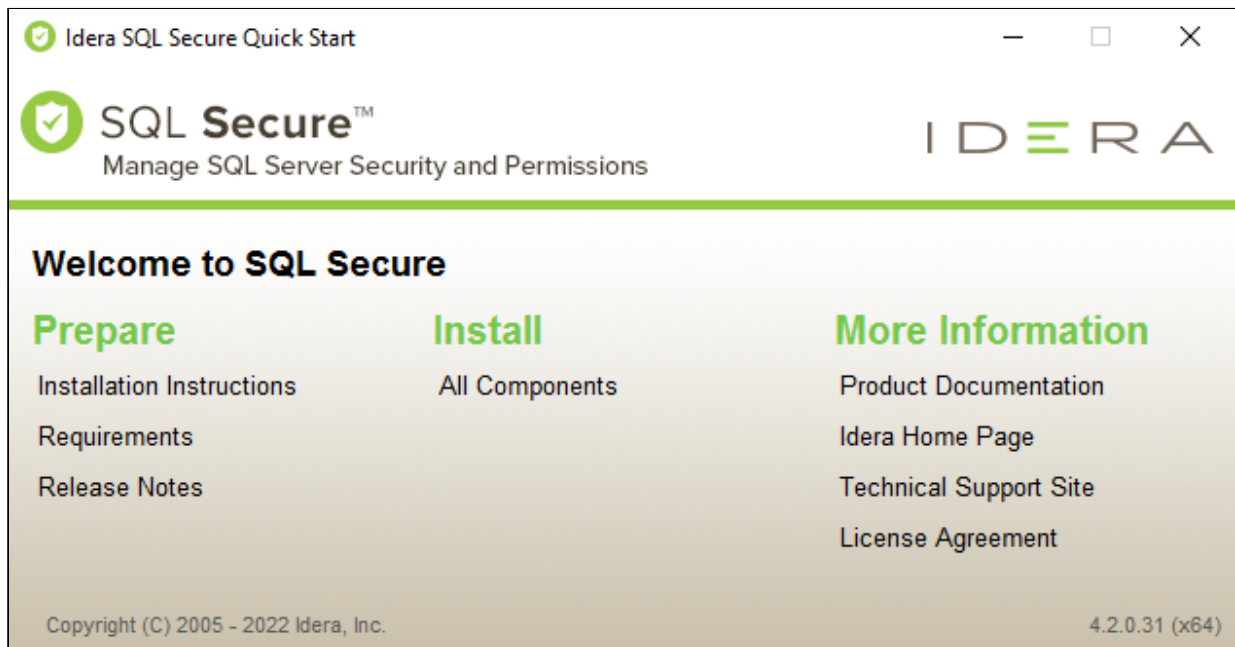 Idera SQL Secure Quick Start
SQL Secure™
Manage SQL Server Security and Permissions
IDERA
Welcome to SQL Secure
Prepare
Installation Instructions
Requirements
Release Notes
Install
All Components
More Information
Product Documentation
Idera Home Page
Technical Support Site
License Agreement
Copyright (C) 2005 - 2022 Idera, Inc.
4.2.0.31 (x64)